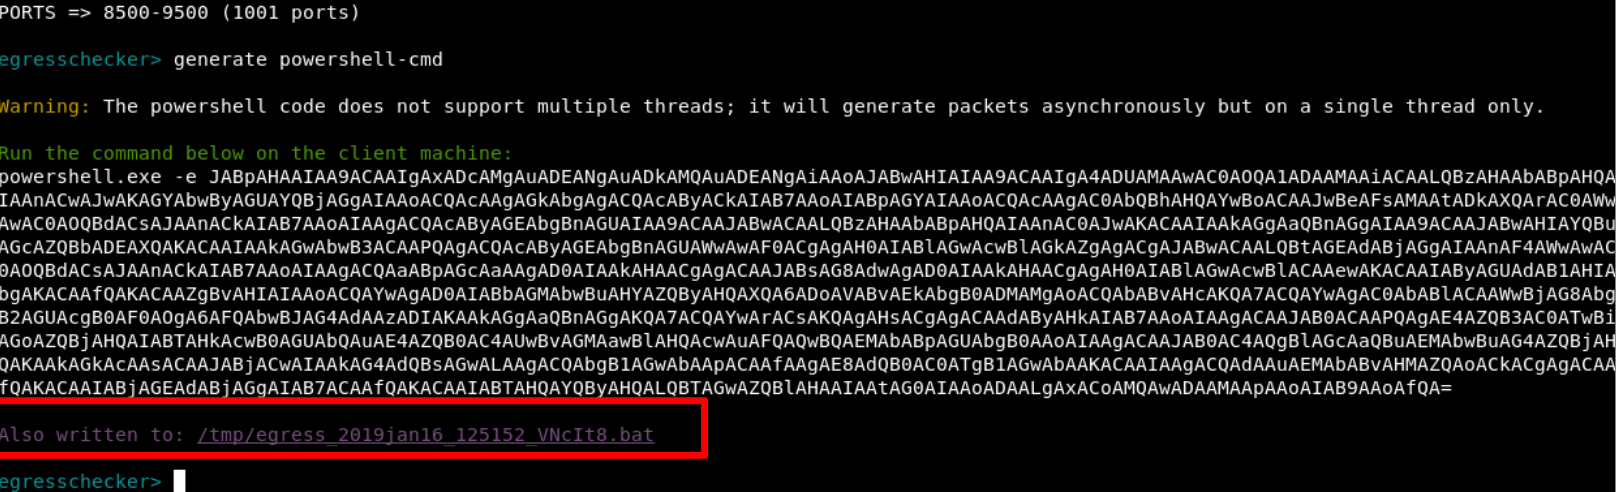 PORTS => 8500-9500 (1001 ports)
egresschecker> generate powershell-cmd
Warning: The powershell code does not support multiple threads; it will generate packets asynchronously but on a single thread only.
Run the command below on the client machine:
powershell.exe -e JABpAHAAIAA9ACAAIgAxADcAMgAuADEANgAuADkAMQAuADEANgAiAAoAJABwAHIAIAA9ACAAIgA4ADUAMAAwAC0AOQA1ADAAMAAiACAALQBzAHAAbABpAHQA
IAAnACwAJwAKAGYAbwByAGUAYQBjAGgAIAAoACQAcAAgAGkAbgAgACQAcAByACkAIAB7AAoAIABpAGYAIAAoACQAcAAgAC0AbQBhAHQAYwBoACAAJwBeAFsAMAAtADkAXQArAC0AWw
AwAC0AOQBdACsAJAAnACkAIAB7AAoAIAAgACQAcgByAGEAbgBnAGUAIAA9ACAAJABwACAALQBzAHAAbABpAHQAIAAnAC0AJwAKACAAIAAkAGgAaQBnAGgAIAA9ACAAJABwAHIAYQBu
AGcAZQBbADEAXQAKACAAIAAkAGwAbwB3ACAAPQAgACQAcAByAGEAbgBnAGUAWwAwAF0ACgAgAH0AIABlAGwAcwBlAGkAZgAgACgAJABwACAALQBtAGEAdABjAGgAIAAnAF4AWwAwAC
0AOQBdACsAJAAnACkAIAB7AAoAIAAgACQAaABpAGcAaAAgAD0AIAAkAHAACgAgACAAJABsAG8AdwAgAD0AIAAkAHAACgAgAH0AIABlAGwAcwBlACAAewAKACAAIAByAGUAdAB1AHIA
bgAKACAAfQAKACAAZgBvAHIAIAAoACQAYwAgAD0AIABbAGMAbwBuAHYAZQByAHQAXQA6ADoAVABvAEkAbgB0ADMAMgAoACQAbABvAHcAKQA7ACQAYwAgAC0AbABlACAAWwBjAG8Abg
B2AGUAcgB0AF0AOgA6AFQAbwBJAG4AdAAzADIAKAAkAGgAaQBnAGgAKQA7ACQAYwArACsAKQAgAHsACgAgACAAdAByAHkAIAB7AAoAIAAgACAAJAB0ACAAPQAgAE4AZQB3AC0ATwBi
AGoAZQBjAHQAIABTAHkAcwB0AGUAbQAuAE4AZQB0AC4AUwBvAGMAawBlAHQAcwAuAFQAQwBQAEMAbABpAGUAbgB0AAoAIAAgACAAJAB0AC4AQgBlAGcAaQBuAEMAbwBuAG4AZQBjAH
QAKAAkAGkAcAAsACAAJABjACwAIAAkAG4AdQBsAGwALAAgACQAbgB1AGwAbAApACAAfAAgAE8AdQB0AC0ATgB1AGwAbAAKACAAIAAgACQAdAAuAEMAbABvAHMAZQAoACkACgAgACAA
fQAKACAAIABjAGEAdABjAGgAIAB7ACAAfQAKACAAIABTAHQAYQByAHQALQBTAGwAZQBlAHAAIAAtAG0AIAAoADAALgAxACoAMQAwADAAMAApAAoAIAB9AAoAfQA=
Also written to: /tmp/egress_2019jan16_125152_VNcIt8.bat
egresschecker>